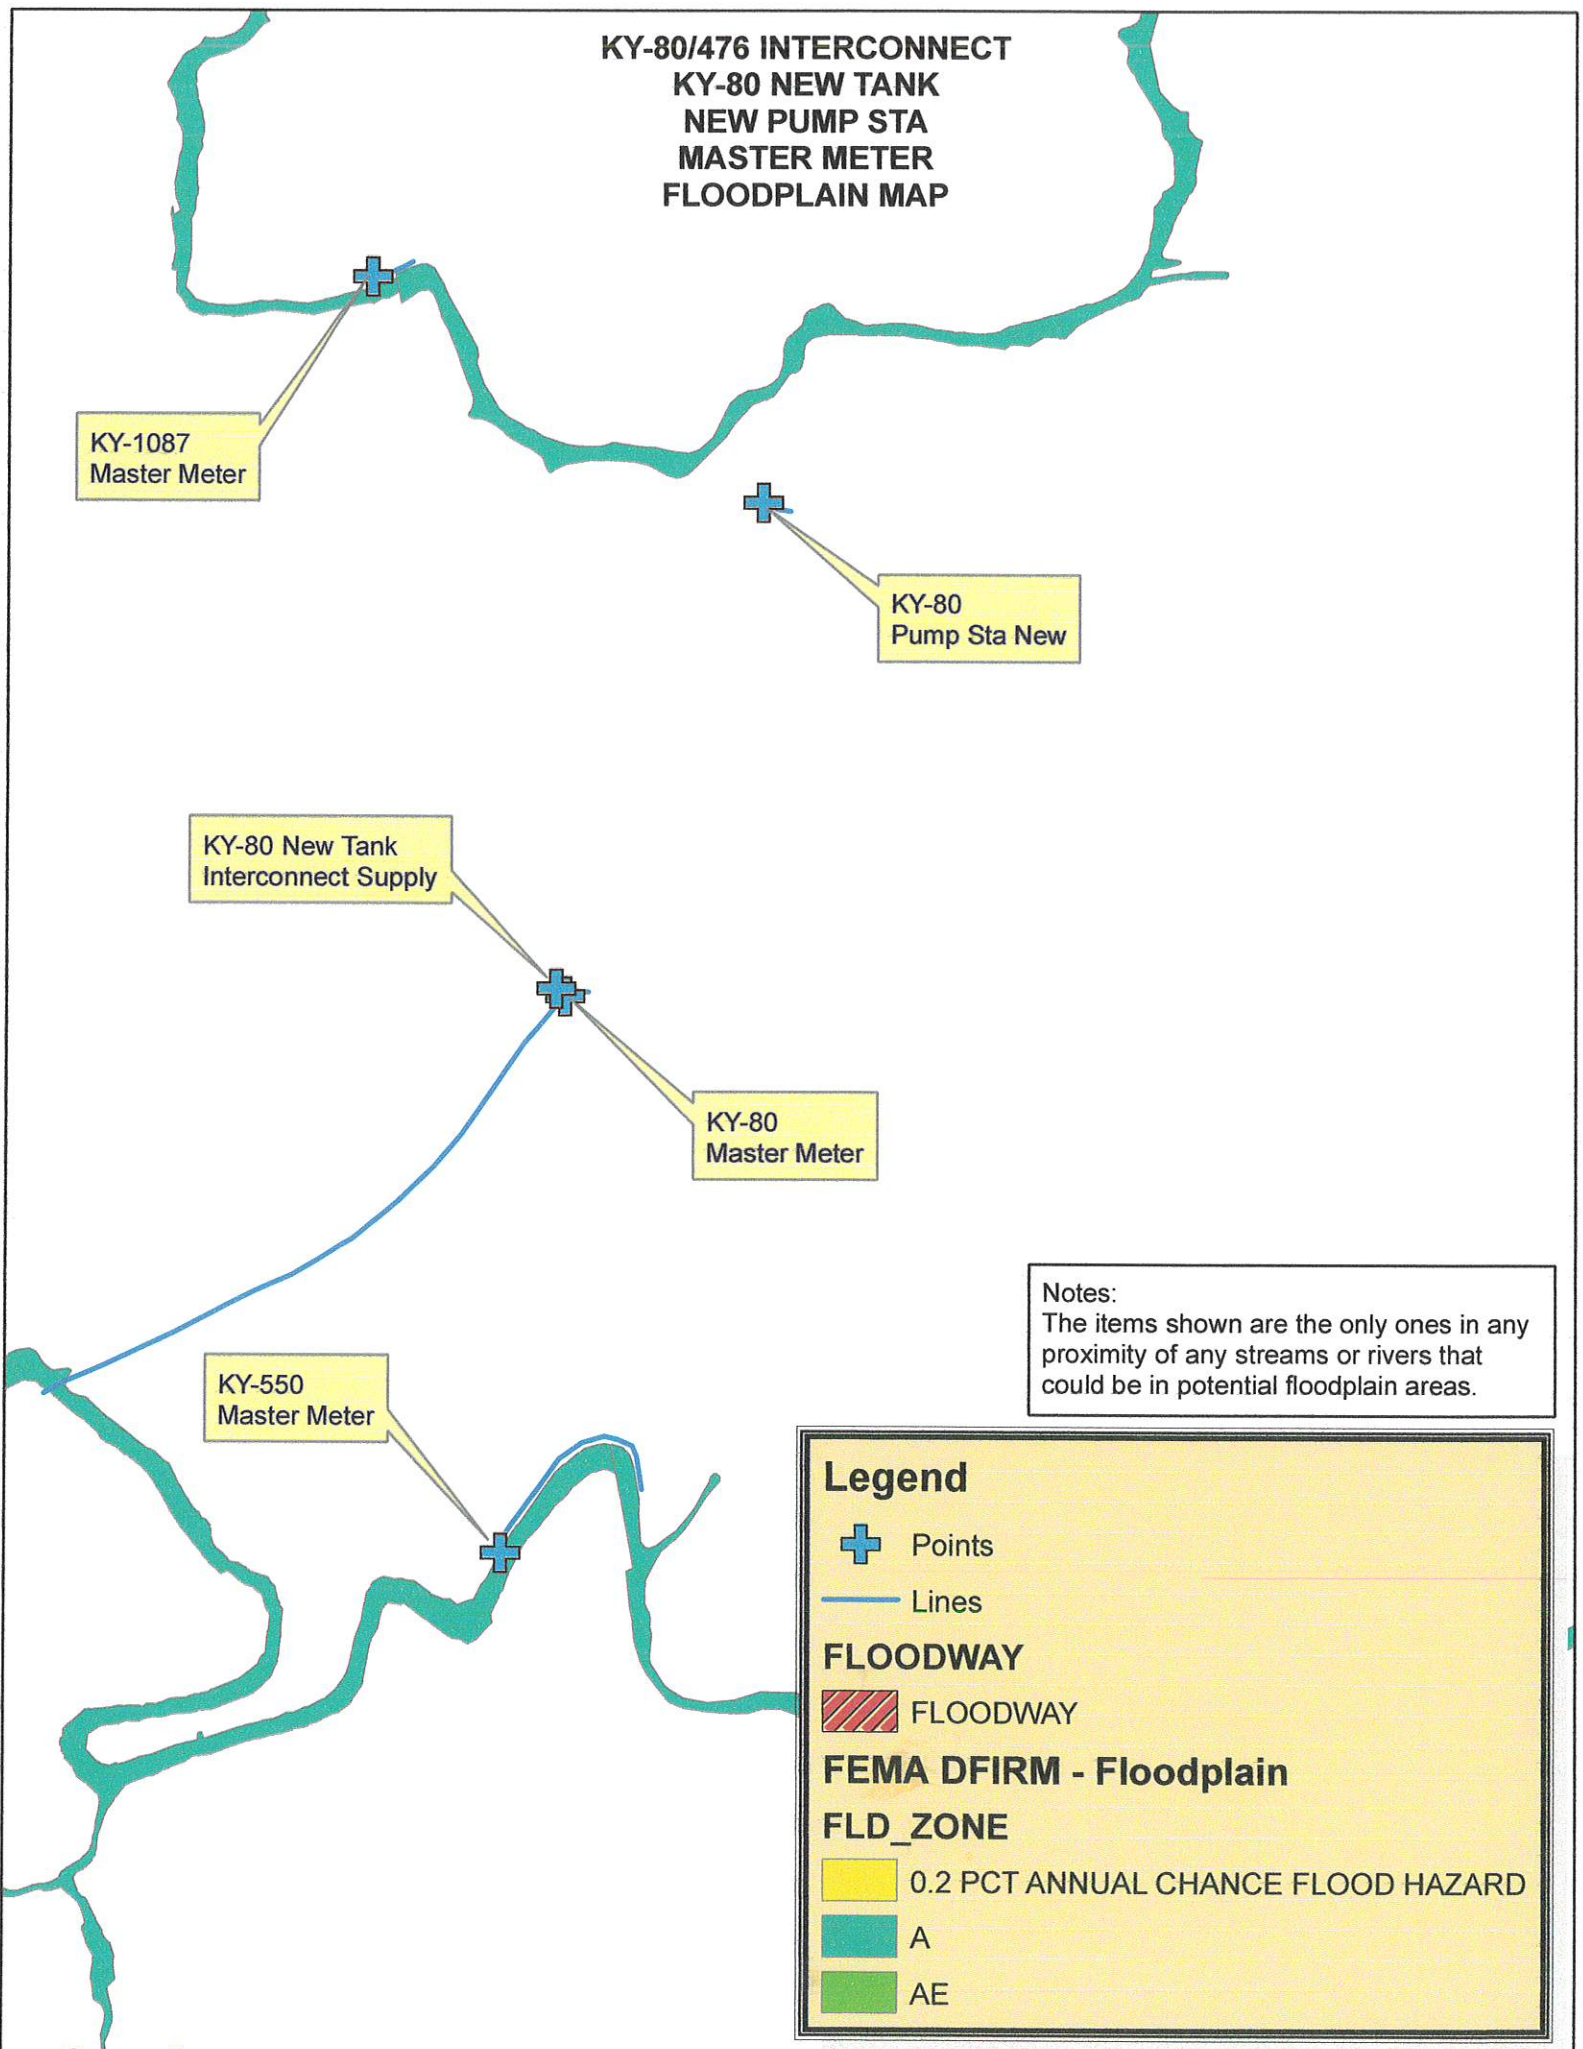 KY-80/476 INTERCONNECT
KY-80 NEW TANK
NEW PUMP STA
MASTER METER
FLOODPLAIN MAP
KY-1087
Master Meter
KY-80
Pump Sta New
KY-80 New Tank
Interconnect Supply
KY-80
Master Meter
Notes:
The items shown are the only ones in any
proximity of any streams or rivers that
could be in potential floodplain areas.
KY-550
Master Meter
Legend
Points
Lines
FLOODWAY
FLOODWAY
FEMA DFIRM - Floodplain
FLD_ZONE
0.2 PCT ANNUAL CHANCE FLOOD HAZARD
A
AE